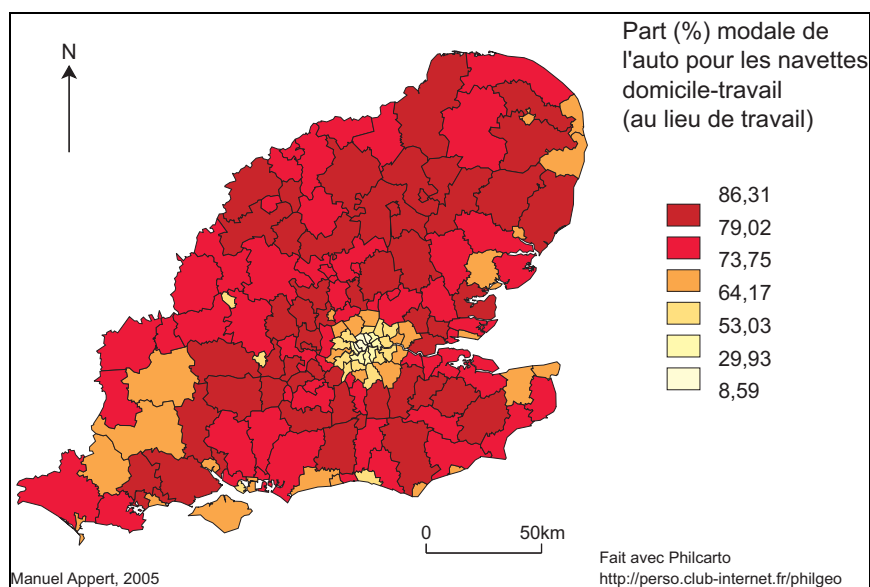 N
Part (%) modale de
l'auto pour les navettes
domicile-travail
(au lieu de travail)
86,31
79,02
73,75
64,17
53,03
29,93
8,59
0 50km
Manuel Appert, 2005
Fait avec Philcarto
http://perso.club-internet.fr/philgeo